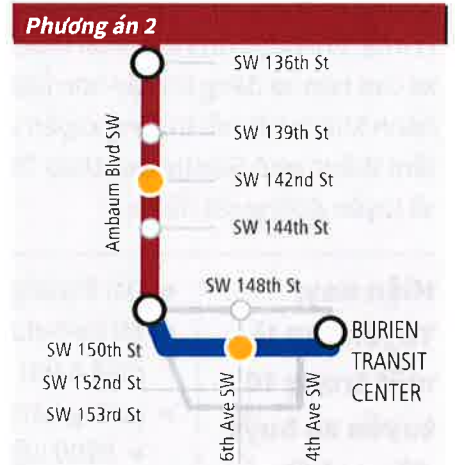 Phương án 2
SW 136th St
SW 139th St
Ambaum Blvd SW
SW 142nd St
SW 144th St
SW 148th St
BURIEN
TRANSIT
CENTER
SW 150th St
SW 152nd St
SW 153rd St
6th Ave SW
4th Ave SW